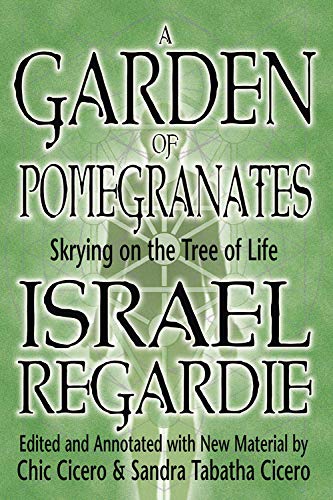 A
GARDEN
OF
POMEGRANATES
Skrying on the Tree of Life
ISRAEL
REGARDIE
Edited and Annotated with New Material by
Chic Cicero & Sandra Tabatha Cicero